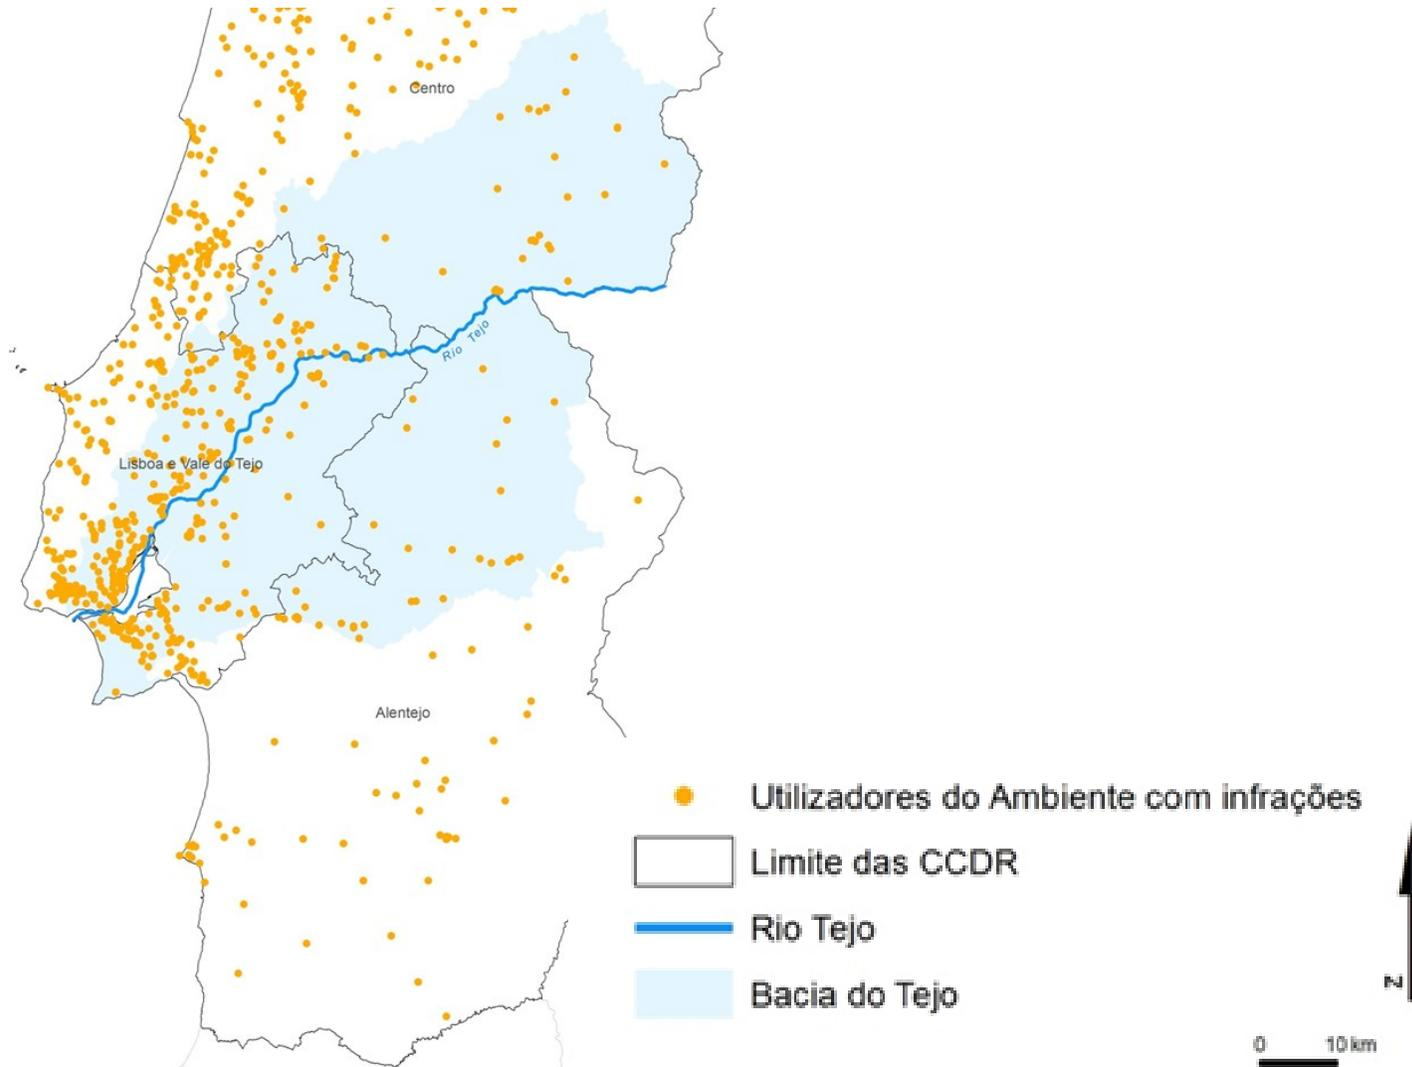 Centro
Rio Tejo
Lisboa e Vale do Tejo
Alentejo
Utilizadores do Ambiente com infrações
Limite das CCDR
Rio Tejo
Bacia do Tejo
N
0 10 km